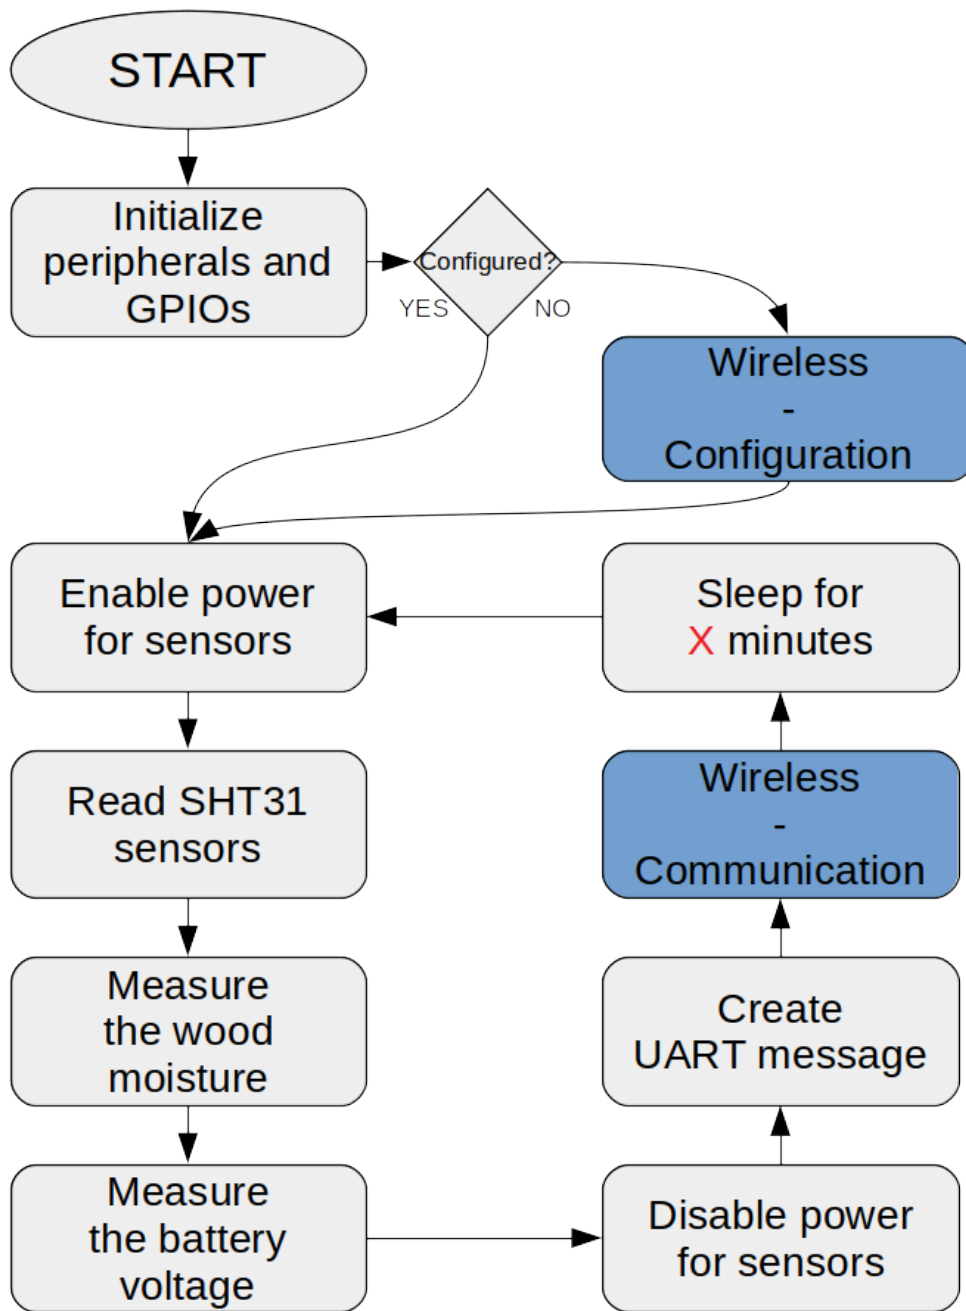 START
Initialize
peripherals and
GPIOs
Configured?
YES
NO
Wireless
-
Configuration
Enable power
for sensors
Sleep for
X minutes
Read SHT31
sensors
Wireless
-
Communication
Measure
the wood
moisture
Create
UART message
Measure
the battery
voltage
Disable power
for sensors